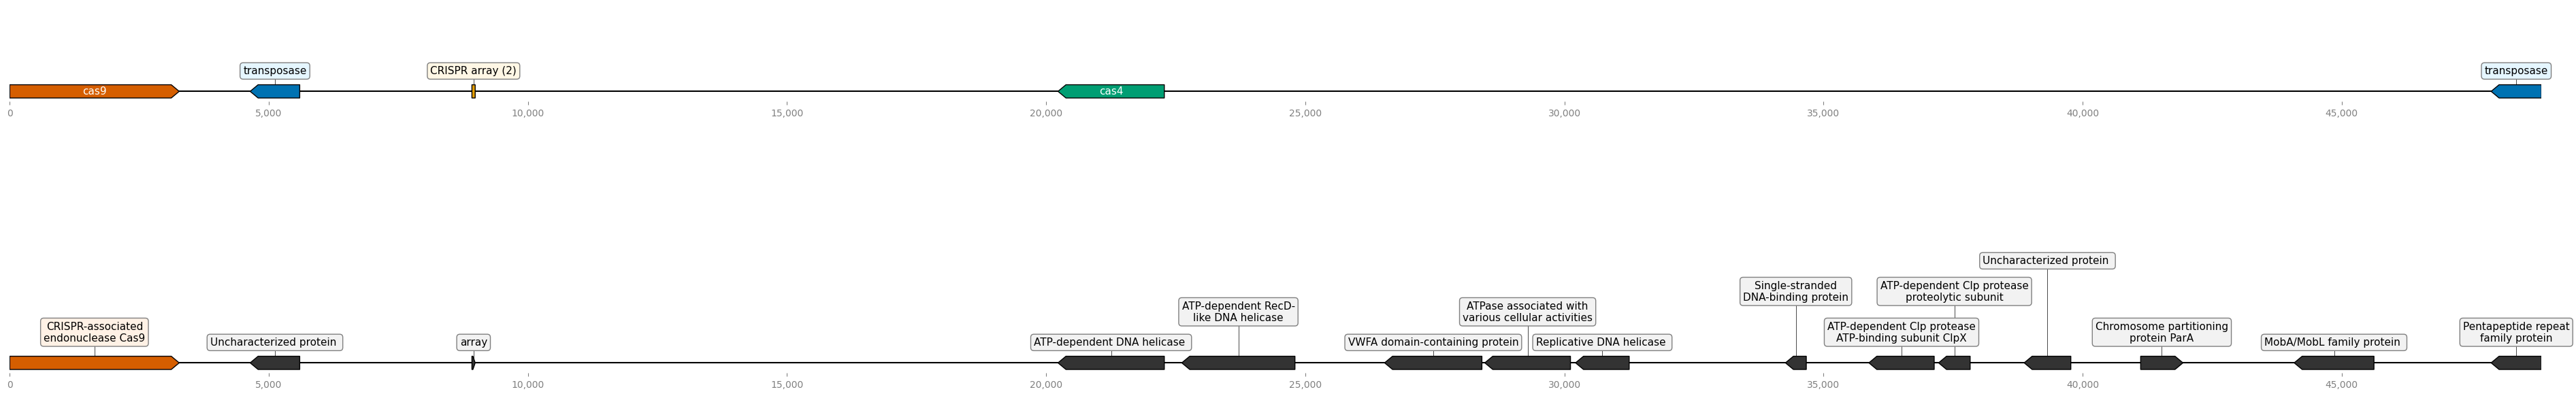 transposase
CRISPR array (2)
transposase
cas9
cas4
0
5,000
10,000
15,000
20,000
25,000
30,000
35,000
40,000
45,000
Uncharacterized protein
Single-stranded
DNA-binding protein
ATP-dependent Clp protease
proteolytic subunit
ATP-dependent RecD-
like DNA helicase
ATPase associated with
various cellular activities
CRISPR-associated
endonuclease Cas9
Uncharacterized protein
array
ATP-dependent DNA helicase
VWFA domain-containing protein
Replicative DNA helicase
ATP-dependent Clp protease
ATP-binding subunit ClpX
Chromosome partitioning
protein ParA
MobA/MobL family protein
Pentapeptide repeat
family protein
0
5,000
10,000
15,000
20,000
25,000
30,000
35,000
40,000
45,000